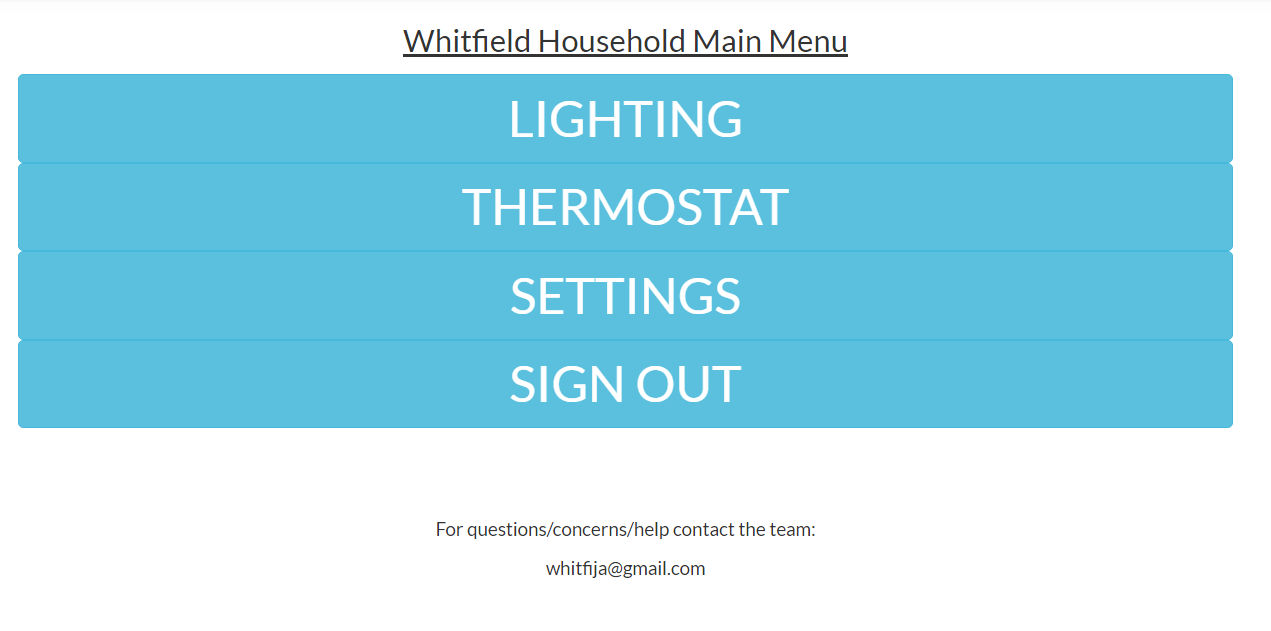 Whitfield Household Main Menu
LIGHTING
THERMOSTAT
SETTINGS
SIGN OUT
For questions/concerns/help contact the team:
whitfija@gmail.com